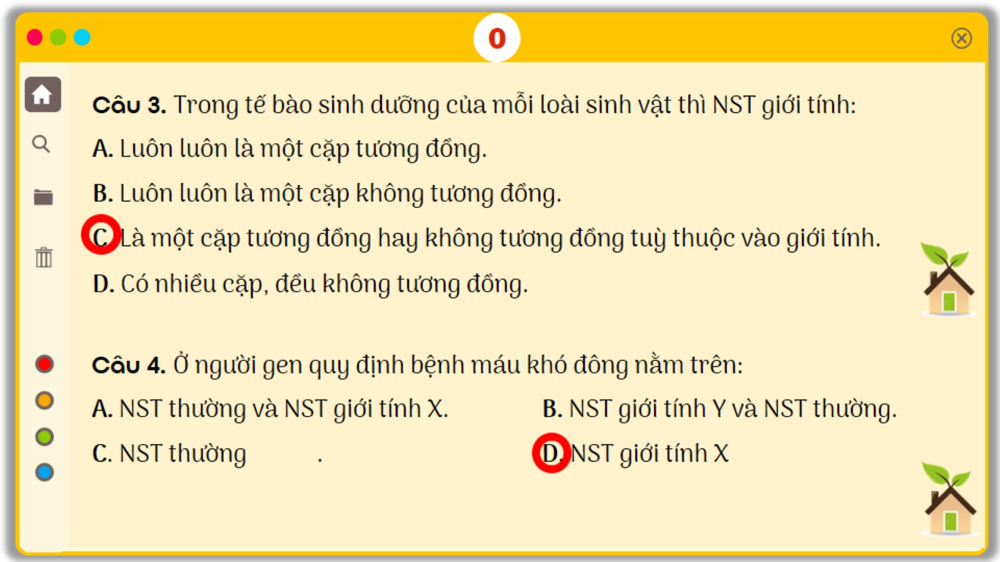 0
Câu 3. Trong tế bào sinh dưỡng của mỗi loài sinh vật thì NST giới tính:
A. Luôn luôn là một cặp tương đồng.
B. Luôn luôn là một cặp không tương đồng.
C. Là một cặp tương đồng hay không tương đồng tuỳ thuộc vào giới tính.
D. Có nhiều cặp, đều không tương đồng.
Câu 4. Ở người gen quy định bệnh máu khó đông nằm trên:
A. NST thường và NST giới tính X. B. NST giới tính Y và NST thường.
C. NST thường . D. NST giới tính X